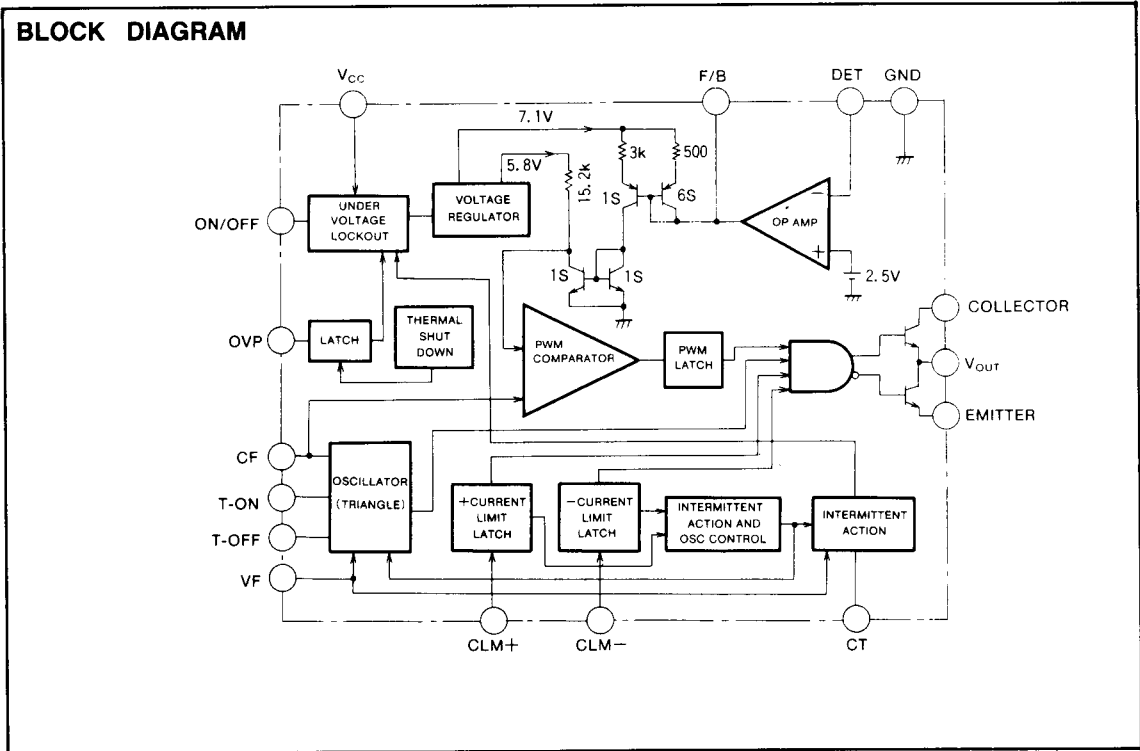 BLOCK DIAGRAM
VCC
F/B
DET
GND
7.1V
5.8V
15.2k
3k
500
1S
6S
ON/OFF
UNDER
VOLTAGE
LOCKOUT
VOLTAGE
REGULATOR
OP AMP
−
+
2.5V
1S
1S
OVP
LATCH
THERMAL
SHUT
DOWN
PWM
COMPARATOR
PWM
LATCH
COLLECTOR
VOUT
EMITTER
CF
T-ON
T-OFF
VF
OSCILLATOR
(TRIANGLE)
+CURRENT
LIMIT
LATCH
−CURRENT
LIMIT
LATCH
INTERMITTENT
ACTION AND
OSC CONTROL
INTERMITTENT
ACTION
CLM+
CLM−
CT